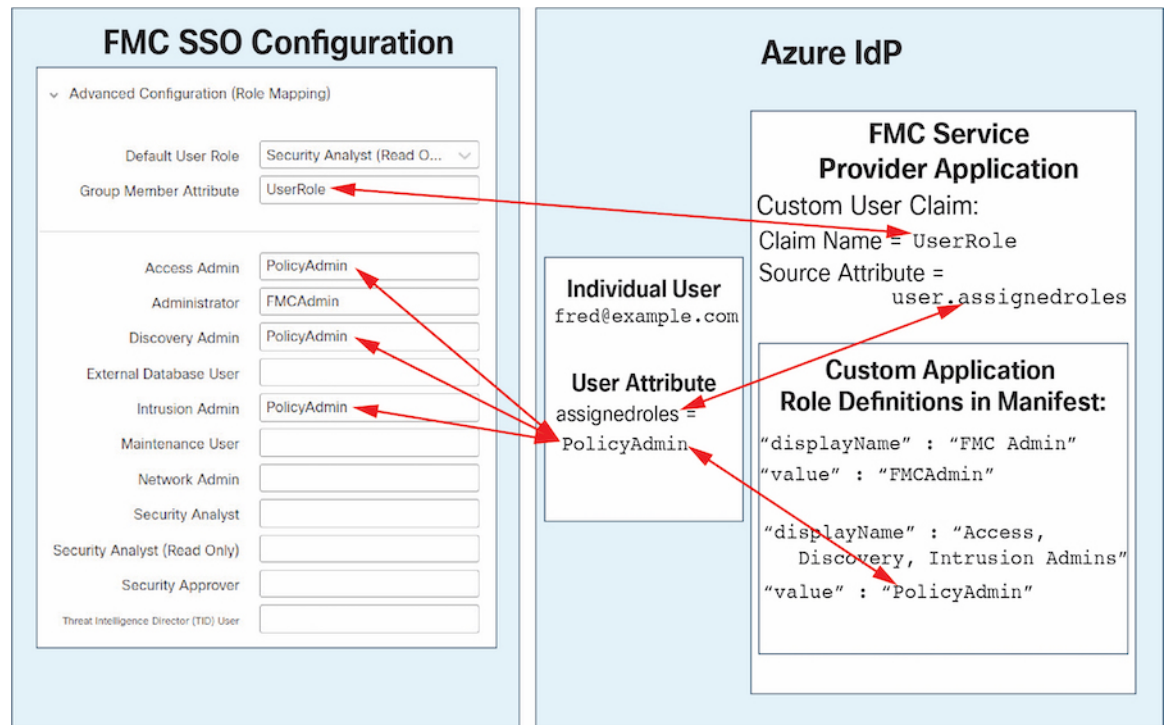 FMC SSO Configuration
Advanced Configuration (Role Mapping)
Default User Role
Security Analyst (Read O...
Group Member Attribute
UserRole
Access Admin
PolicyAdmin
Administrator
FMCAdmin
Discovery Admin
PolicyAdmin
External Database User
Intrusion Admin
PolicyAdmin
Maintenance User
Network Admin
Security Analyst
Security Analyst (Read Only)
Security Approver
Threat Intelligence Director (TID) User
Azure IdP
Individual User
fred@example.com
User Attribute
assignedroles =
PolicyAdmin
FMC Service
Provider Application
Custom User Claim:
Claim Name = UserRole
Source Attribute =
user.assignedroles
Custom Application
Role Definitions in Manifest:
“displayName” : “FMC Admin”
“value” : “FMCAdmin”
“displayName” : “Access,
Discovery, Intrusion Admins”
“value” : “PolicyAdmin”